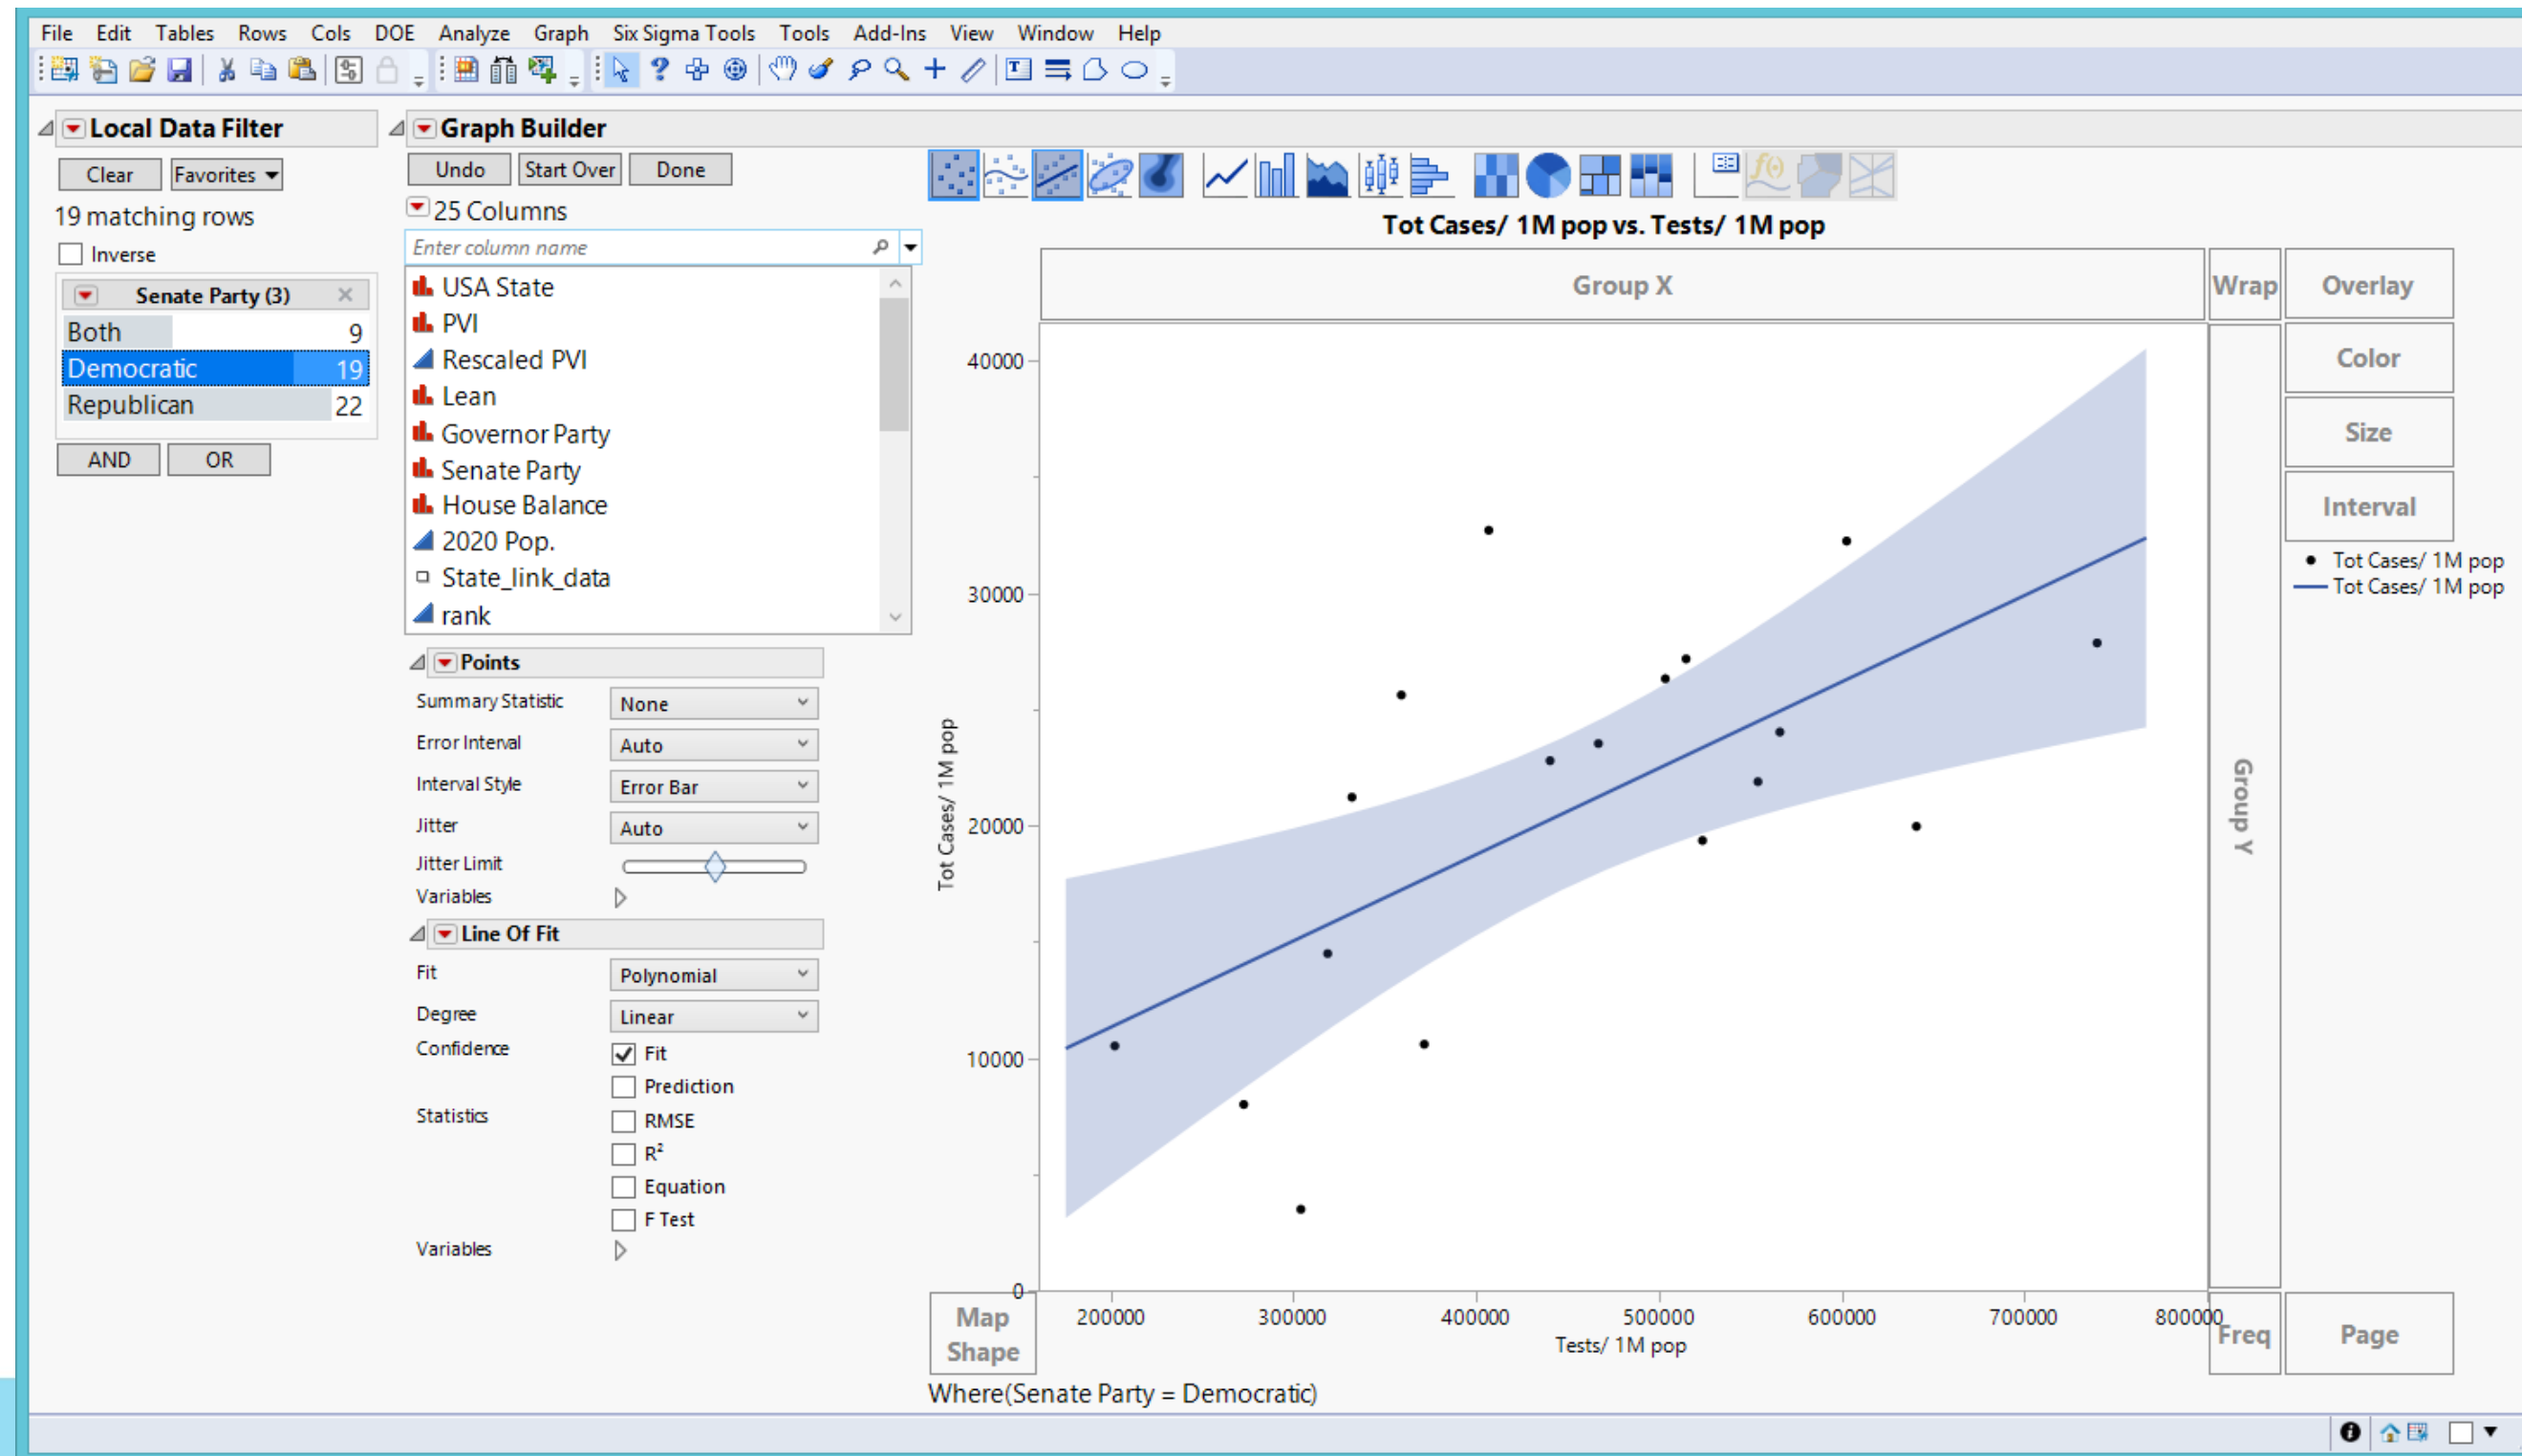 File Edit Tables Rows Cols DOE Analyze Graph Six Sigma Tools Tools Add-Ins View Window Help
Local Data Filter
Clear Favorites
19 matching rows
Inverse
Senate Party (3)
Both 9
Democratic 19
Republican 22
AND OR
Graph Builder
Undo Start Over Done
25 Columns
Enter column name
USA State
PVI
Rescaled PVI
Lean
Governor Party
Senate Party
House Balance
2020 Pop.
State_link_data
rank
Points
Summary Statistic None
Error Interval Auto
Interval Style Error Bar
Jitter Auto
Jitter Limit
Variables
Line Of Fit
Fit Polynomial
Degree Linear
Confidence Fit
Prediction
Statistics RMSE
R²
Equation
F Test
Variables
Tot Cases/ 1M pop vs. Tests/ 1M pop
Group X
Wrap
Overlay
Color
Size
Interval
Tot Cases/ 1M pop
Tot Cases/ 1M pop
Group Y
Tot Cases/ 1M pop
40000
30000
20000
10000
0
200000 300000 400000 500000 600000 700000 800000
Tests/ 1M pop
Map
Shape
Freq
Page
Where(Senate Party = Democratic)